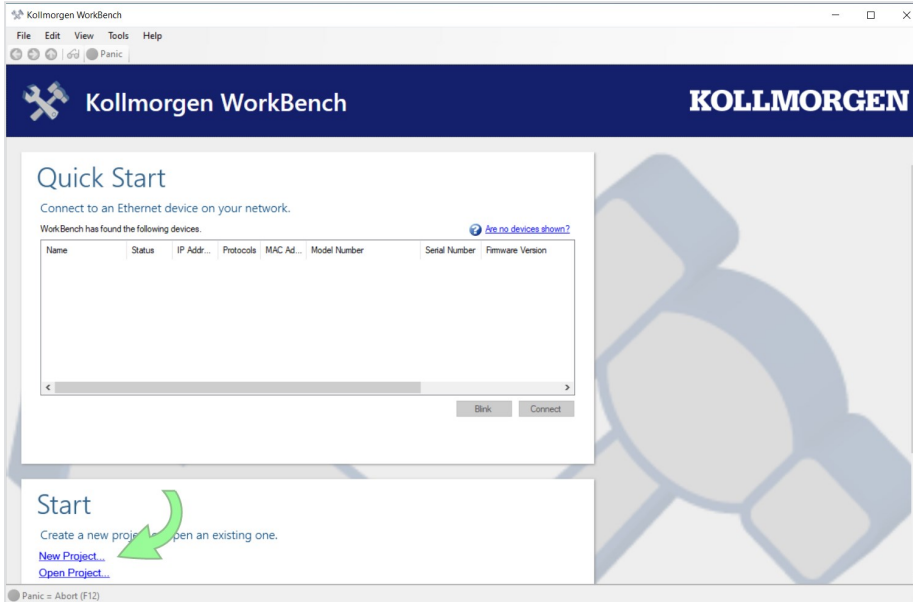 Kollmorgen WorkBench
File Edit View Tools Help
Panic
Kollmorgen WorkBench
KOLLMORGEN
Quick Start
Connect to an Ethernet device on your network.
WorkBench has found the following devices.
Are no devices shown?
Name Status IP Addr... Protocols MAC Ad... Model Number Serial Number Firmware Version
Blink Connect
Start
Create a new open an existing one.
New Project...
Open Project...
Panic = Abort (F12)